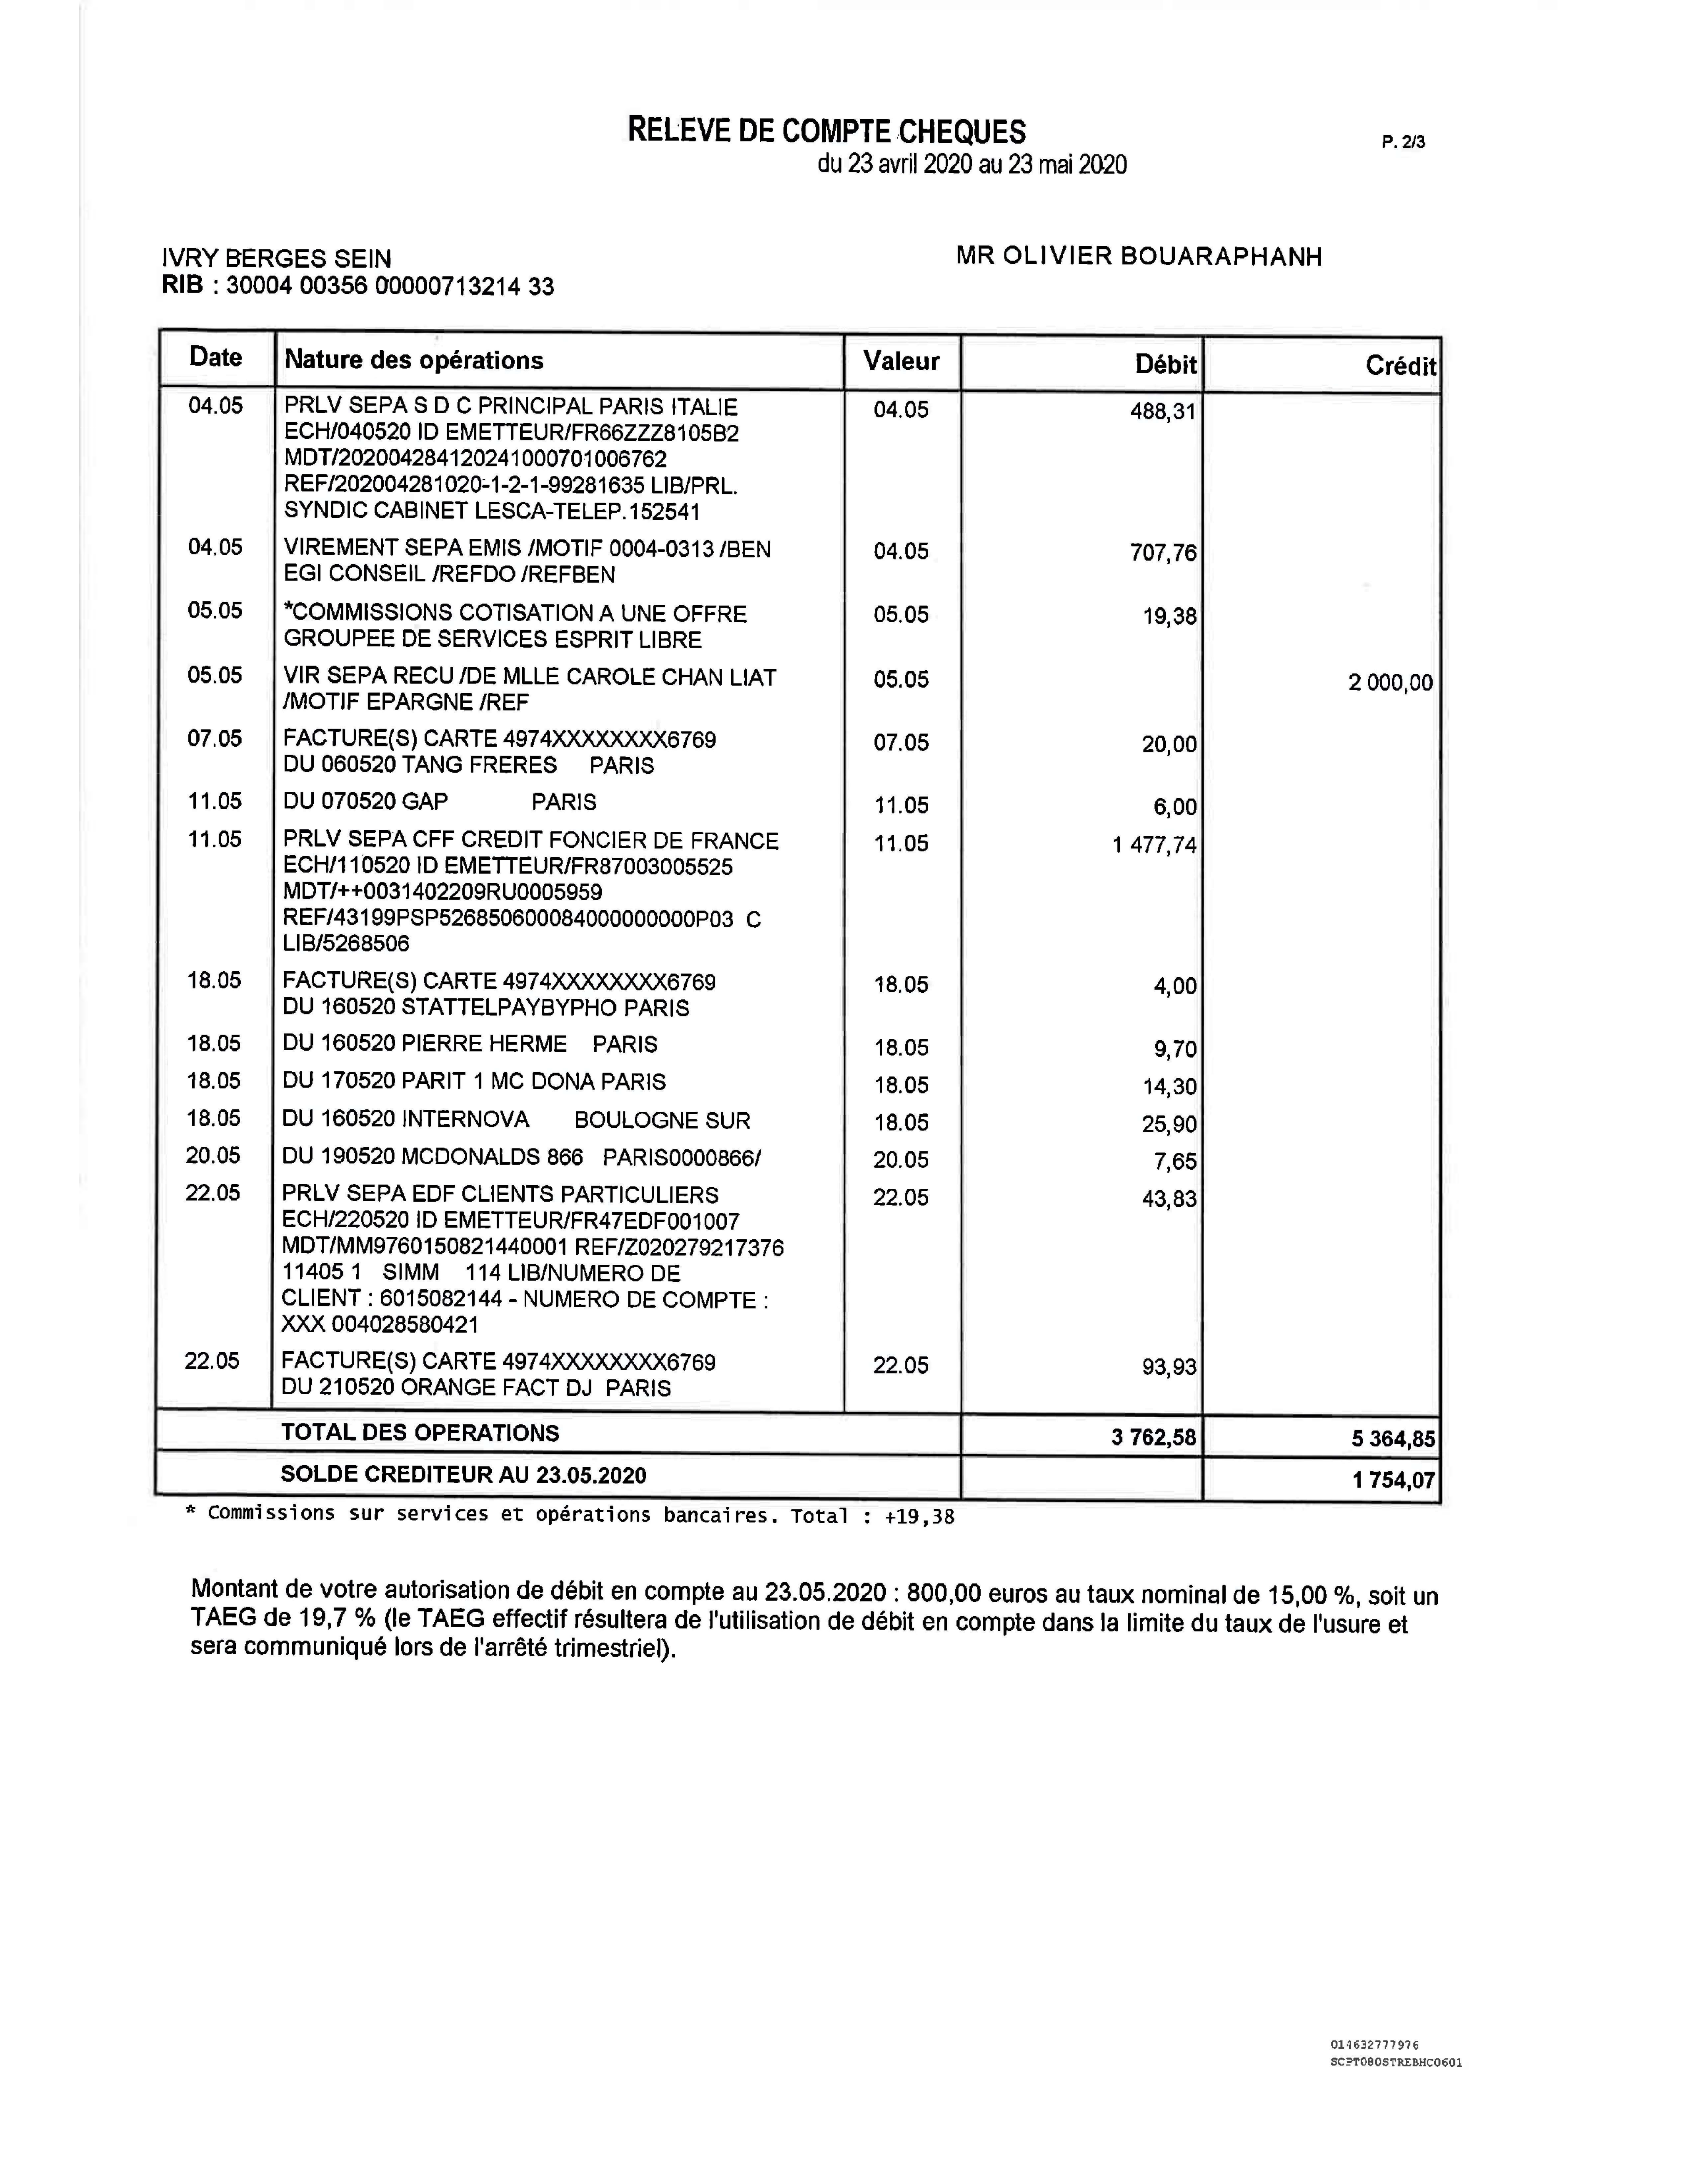 RELEVE DE COMPTE CHEQUES
P. 2/3
du 23 avril 2020 au 23 mai 2020
IVRY BERGES SEIN
MR OLIVIER BOUARAPHANH
RIB : 30004 00356 00000713214 33
Date Nature des opérations Valeur Débit Crédit
04.05 PRLV SEPA S D C PRINCIPAL PARIS ITALIE 04.05 488,31
ECH/040520 ID EMETTEUR/FR66ZZZ8105B2
MDT/202004284120241000701006762
REF/202004281020-1-2-1-99281635 LIB/PRL.
SYNDIC CABINET LESCA-TELEP.152541
04.05 VIREMENT SEPA EMIS /MOTIF 0004-0313 /BEN 04.05 707,76
EGI CONSEIL /REFDO /REFBEN
05.05 *COMMISSIONS COTISATION A UNE OFFRE 05.05 19,38
GROUPEE DE SERVICES ESPRIT LIBRE
05.05 VIR SEPA RECU /DE MLLE CAROLE CHAN LIAT 05.05 2 000,00
/MOTIF EPARGNE /REF
07.05 FACTURE(S) CARTE 4974XXXXXXXX6769 07.05 20,00
DU 060520 TANG FRERES PARIS
11.05 DU 070520 GAP PARIS 11.05 6,00
11.05 PRLV SEPA CFF CREDIT FONCIER DE FRANCE 11.05 1 477,74
ECH/110520 ID EMETTEUR/FR87003005525
MDT/++0031402209RU0005959
REF/43199PSP526850600084000000000P03 C
LIB/5268506
18.05 FACTURE(S) CARTE 4974XXXXXXXX6769 18.05 4,00
DU 160520 STATTELPAYBYPHO PARIS
18.05 DU 160520 PIERRE HERME PARIS 18.05 9,70
18.05 DU 170520 PARIT 1 MC DONA PARIS 18.05 14,30
18.05 DU 160520 INTERNOVA BOULOGNE SUR 18.05 25,90
20.05 DU 190520 MCDONALDS 866 PARIS0000866/ 20.05 7,65
22.05 PRLV SEPA EDF CLIENTS PARTICULIERS 22.05 43,83
ECH/220520 ID EMETTEUR/FR47EDF001007
MDT/MM9760150821440001 REF/Z020279217376
11405 1 SIMM 114 LIB/NUMERO DE
CLIENT : 6015082144 - NUMERO DE COMPTE :
XXX 004028580421
22.05 FACTURE(S) CARTE 4974XXXXXXXX6769 22.05 93,93
DU 210520 ORANGE FACT DJ PARIS
TOTAL DES OPERATIONS 3 762,58 5 364,85
SOLDE CREDITEUR AU 23.05.2020 1 754,07
* Commissions sur services et opérations bancaires. Total : +19,38
Montant de votre autorisation de débit en compte au 23.05.2020 : 800,00 euros au taux nominal de 15,00 %, soit un
TAEG de 19,7 % (le TAEG effectif résultera de l'utilisation de débit en compte dans la limite du taux de l'usure et
sera communiqué lors de l'arrêté trimestriel).
014632777976
SCPT080STREBHC0601